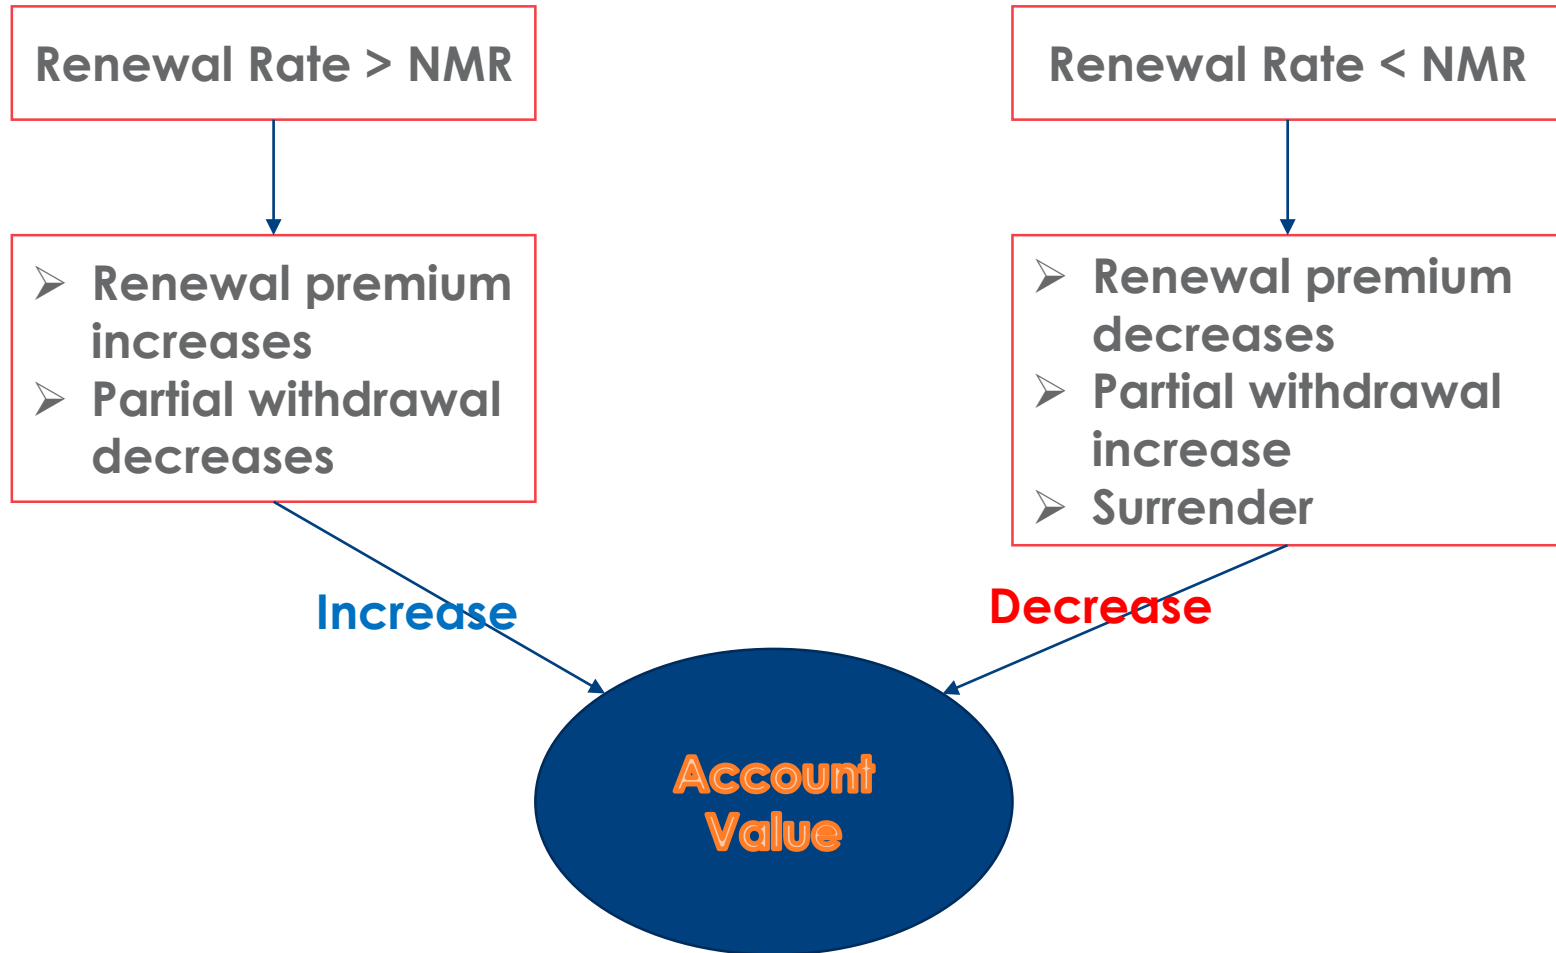 Renewal Rate > NMR
Renewal Rate < NMR
➢ Renewal premium
increases
➢ Partial withdrawal
decreases
➢ Renewal premium
decreases
➢ Partial withdrawal
increase
➢ Surrender
Increase
Decrease
Account
Value